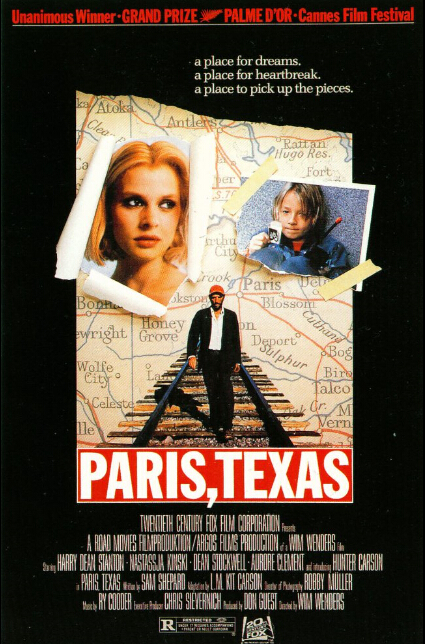 Unanimous Winner · GRAND PRIZE PALME D'OR · Cannes Film Festival
a place for dreams.
a place for heartbreak.
a place to pick up the pieces.
Atoka
Antlers
Rattan
Hugo Res.
Fort
Paris
Blossom
Honey
Grove
Deport
Sulphur
Wolfe
City
Celeste
PARIS, TEXAS
TWENTIETH CENTURY FOX FILM CORPORATION Presents
A ROAD MOVIES FILMPRODUKTION/ARGOS FILMS PRODUCTION of a WIM WENDERS Film
Starring HARRY DEAN STANTON · NASTASSJA KINSKI · DEAN STOCKWELL · AURORE CLEMENT and introducing HUNTER CARSON
in PARIS, TEXAS Written by SAM SHEPARD Adaptation by L.M. KIT CARSON Director of Photography ROBBY MÜLLER
Music by RY COODER Executive Producer CHRIS SIEVERNICH Produced by DON GUEST Directed by WIM WENDERS
R RESTRICTED
20th CENTURY FOX